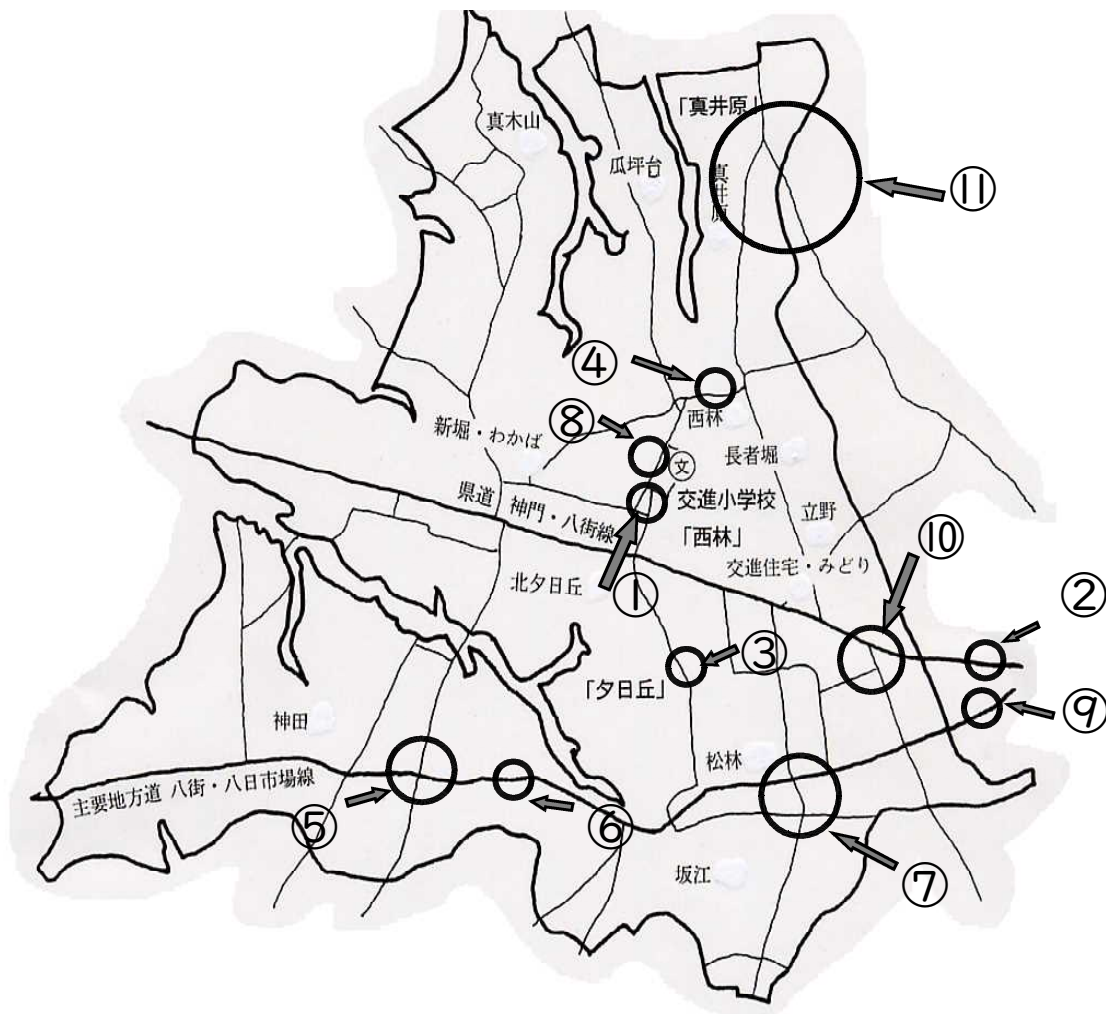 「真井原」
真木山
瓜坪台
真井原
⑪
④
西林
⑧
新堀・わかば
長者堀
文
県道 神門・八街線
交進小学校
「西林」
立野
⑩
交進住宅・みどり
北夕日丘
①
②
③
「夕日丘」
⑨
神田
松林
主要地方道 八街・八日市場線
⑤
⑥
⑦
坂江